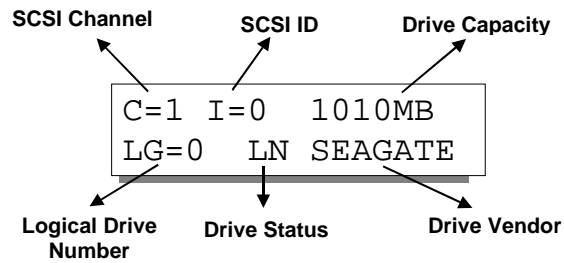 SCSI Channel SCSI ID Drive Capacity
C=1 I=0 1010MB
LG=0 LN SEAGATE
Logical Drive Number Drive Status Drive Vendor